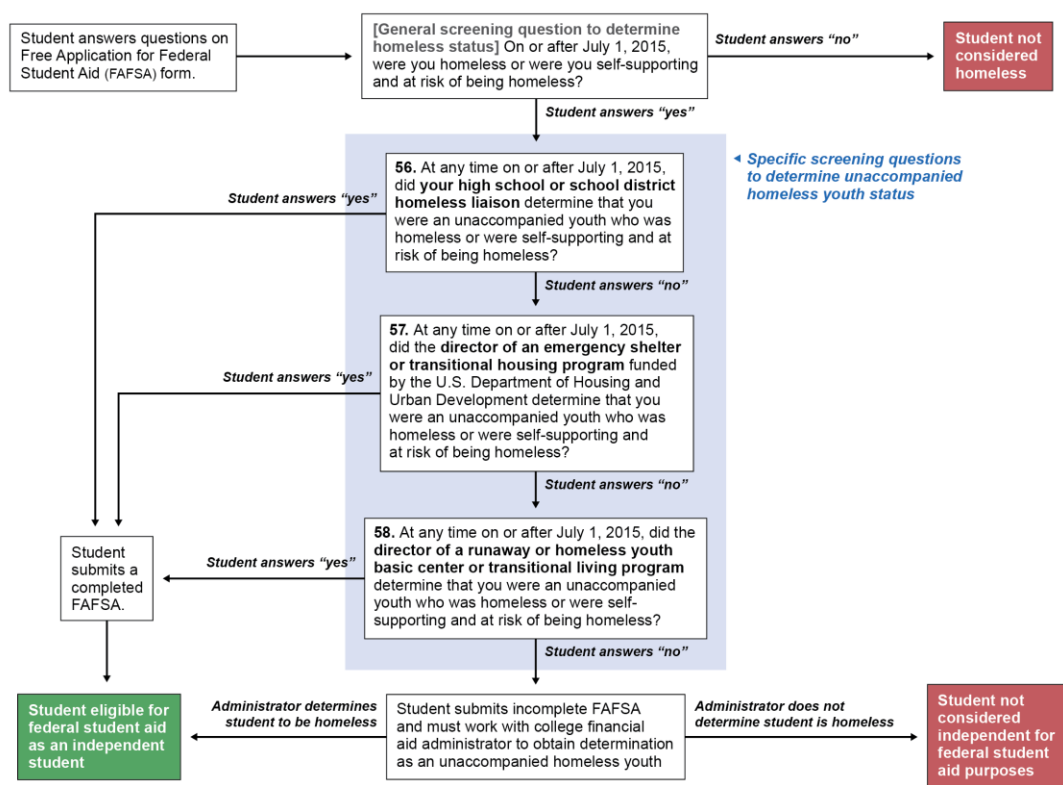 Student answers questions on
Free Application for Federal
Student Aid (FAFSA) form.
[General screening question to determine
homeless status] On or after July 1, 2015,
were you homeless or were you self-supporting
and at risk of being homeless?
Student answers “no”
Student not
considered
homeless
Student answers “yes”
Specific screening questions
to determine unaccompanied
homeless youth status
56. At any time on or after July 1, 2015,
did your high school or school district
homeless liaison determine that you
were an unaccompanied youth who was
homeless or were self-supporting and at
risk of being homeless?
Student answers “yes”
Student answers “no”
57. At any time on or after July 1, 2015,
did the director of an emergency shelter
or transitional housing program funded
by the U.S. Department of Housing and
Urban Development determine that you
were an unaccompanied youth who was
homeless or were self-supporting and
at risk of being homeless?
Student answers “yes”
Student answers “no”
58. At any time on or after July 1, 2015, did the
director of a runaway or homeless youth
basic center or transitional living program
determine that you were an unaccompanied
youth who was homeless or were self-
supporting and at risk of being homeless?
Student answers “yes”
Student
submits a
completed
FAFSA.
Student answers “no”
Student eligible for
federal student aid
as an independent
student
Administrator determines
student to be homeless
Student submits incomplete FAFSA
and must work with college financial
aid administrator to obtain determination
as an unaccompanied homeless youth
Administrator does not
determine student is homeless
Student not
considered
independent for
federal student
aid purposes